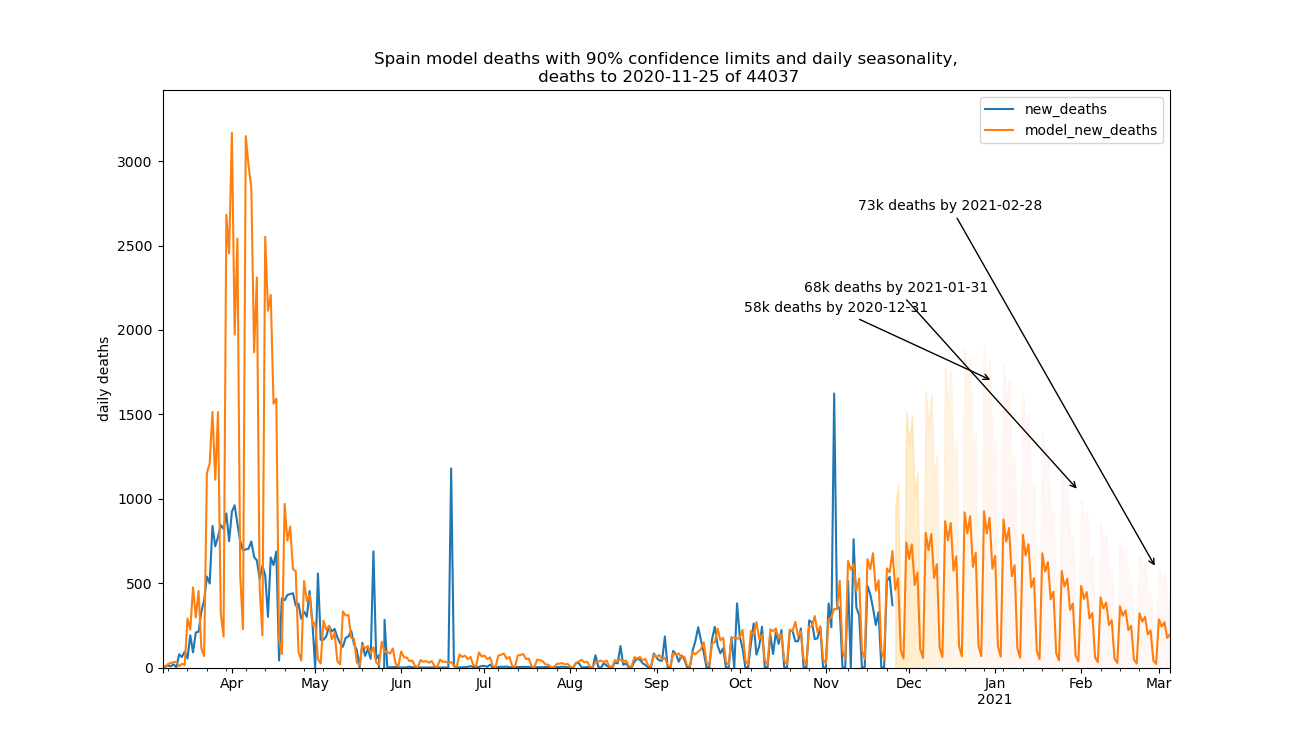 Spain model deaths with 90% confidence limits and daily seasonality,
deaths to 2020-11-25 of 44037
new_deaths
model_new_deaths
73k deaths by 2021-02-28
68k deaths by 2021-01-31
58k deaths by 2020-12-31
daily deaths
3000
2500
2000
1500
1000
500
0
Apr May Jun Jul Aug Sep Oct Nov Dec Jan Feb Mar
2021